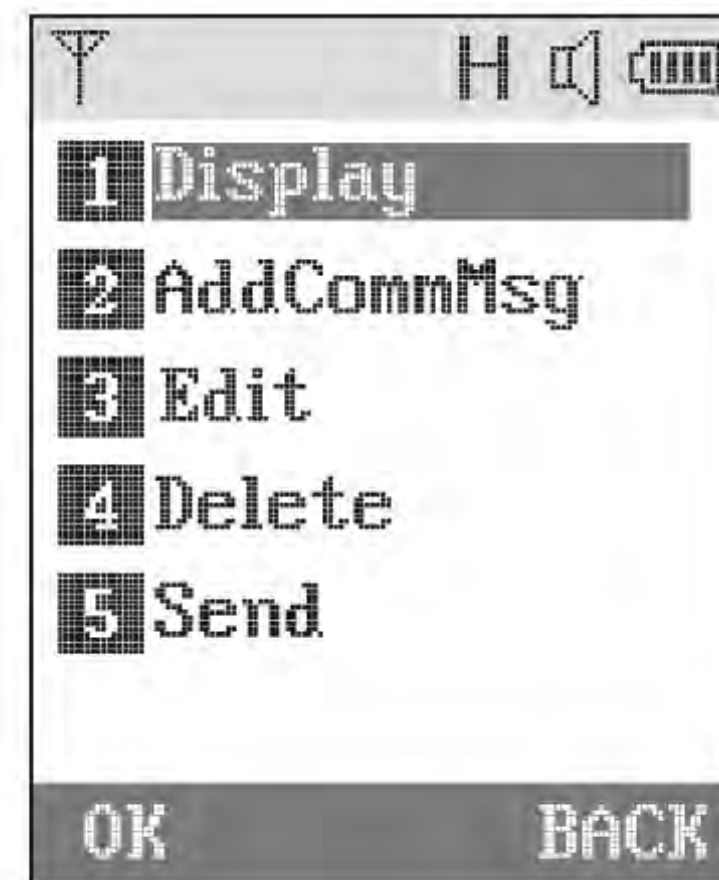 H
1 Display
2 AddCommMsg
3 Edit
4 Delete
5 Send
OK BACK